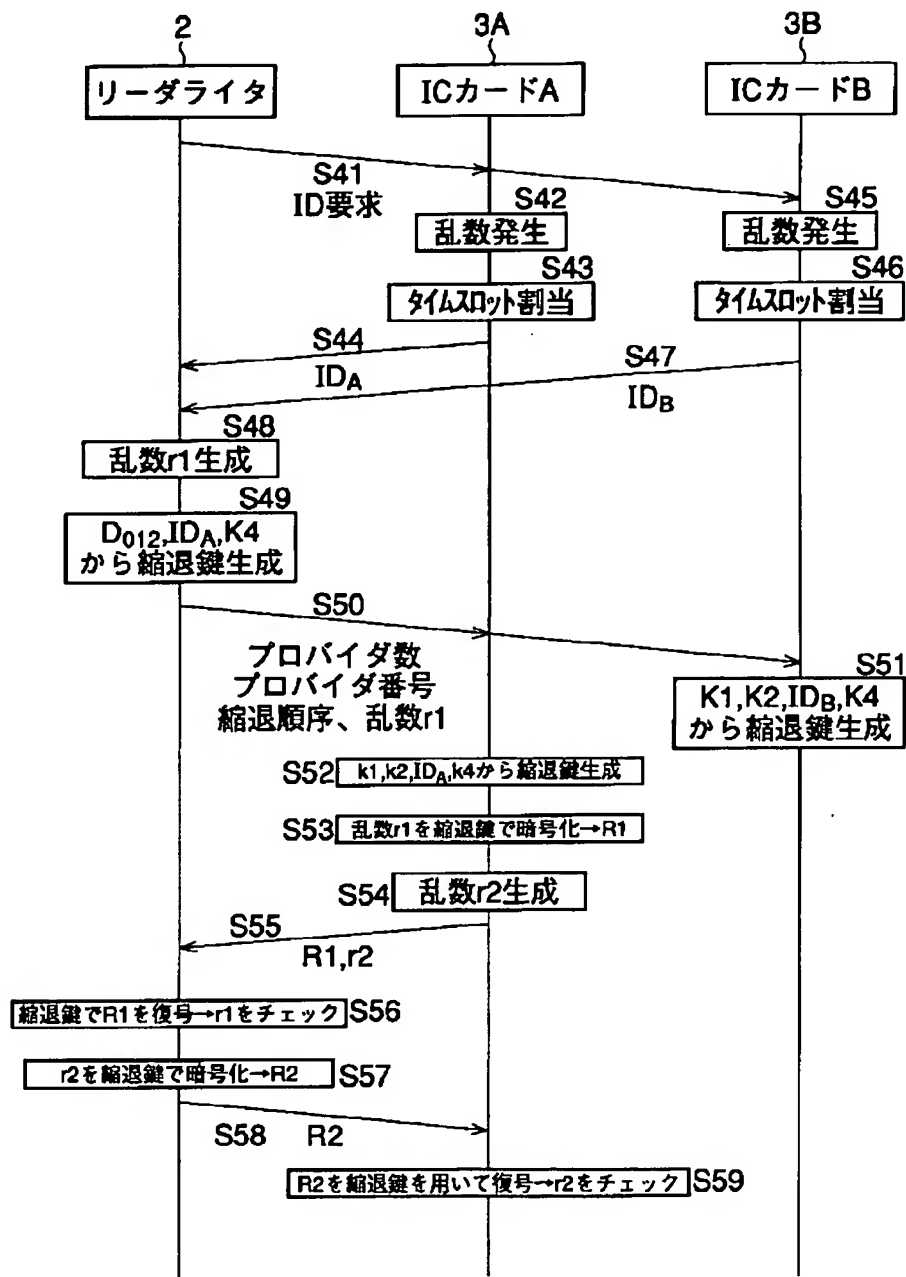 2
3A
3B
リーダライタ
ICカードA
ICカードB
S41
ID要求
S42
乱数発生
S45
乱数発生
S43
タイムスロット割当
S46
タイムスロット割当
S44
IDA
S47
IDB
S48
乱数r1生成
S49
D012,IDA,K4
から縮退鍵生成
S50
プロバイダ数
プロバイダ番号
縮退順序、乱数r1
S51
K1,K2,IDB,K4
から縮退鍵生成
S52
k1,k2,IDA,k4から縮退鍵生成
S53
乱数r1を縮退鍵で暗号化→R1
S54
乱数r2生成
S55
R1,r2
縮退鍵でR1を復号→r1をチェック
S56
r2を縮退鍵で暗号化→R2
S57
S58
R2
R2を縮退鍵を用いて復号→r2をチェック
S59